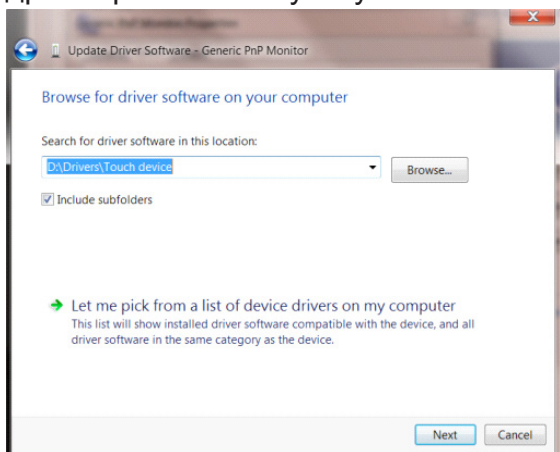 Update Driver Software - Generic PnP Monitor
Browse for driver software on your computer
Search for driver software in this location:
D:\Drivers\Touch device
Browse...
Include subfolders
Let me pick from a list of device drivers on my computer
This list will show installed driver software compatible with the device, and all
driver software in the same category as the device.
Next Cancel